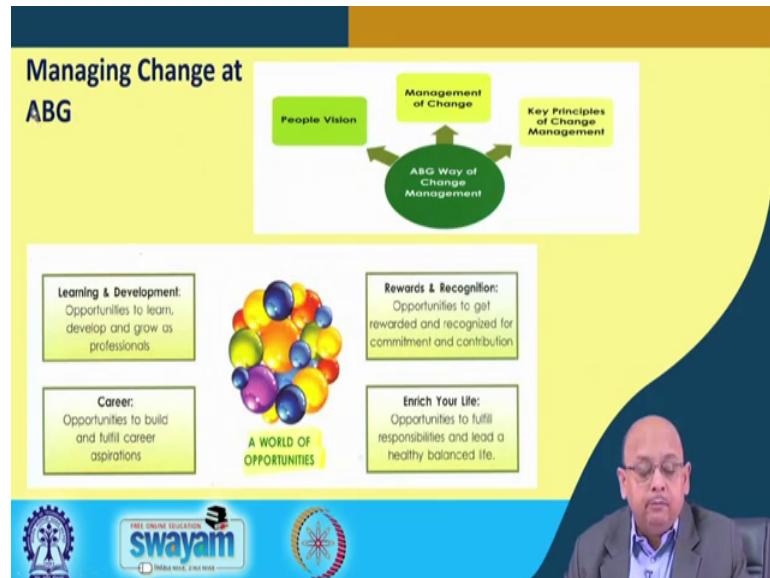 Managing Change at
ABG
People Vision
Management
of Change
Key Principles
of Change
Management
ABG Way of
Change
Management
Learning & Development:
Opportunities to learn,
develop and grow as
professionals
Career:
Opportunities to build
and fulfill career
aspirations
A WORLD OF
OPPORTUNITIES
Rewards & Recognition:
Opportunities to get
rewarded and recognized for
commitment and contribution
Enrich Your Life:
Opportunities to fulfill
responsibilities and lead a
healthy balanced life.
FREE ONLINE EDUCATION
swayam